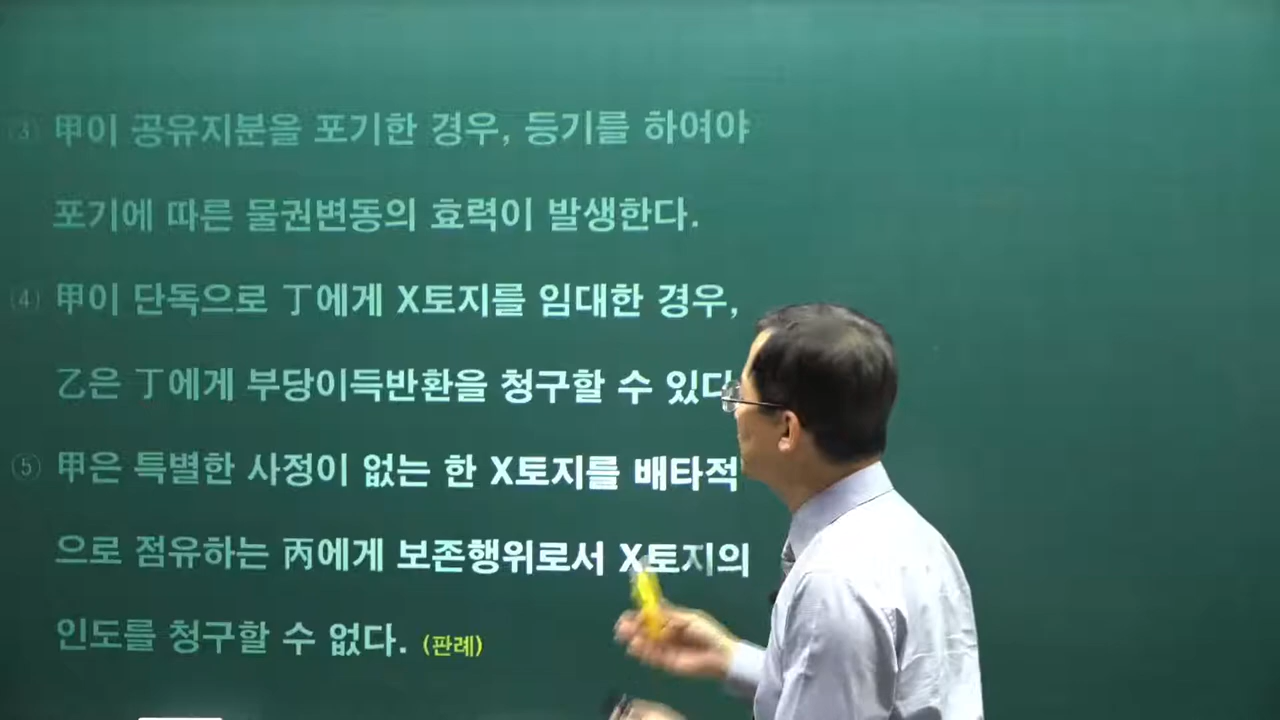 (3) 甲이 공유지분을 포기한 경우, 등기를 하여야
포기에 따른 물권변동의 효력이 발생한다.
(4) 甲이 단독으로 丁에게 X토지를 임대한 경우,
乙은 丁에게 부당이득반환을 청구할 수 있다
⑤ 甲은 특별한 사정이 없는 한 X토지를 배타적
으로 점유하는 丙에게 보존행위로서 X토지의
인도를 청구할 수 없다. (판례)